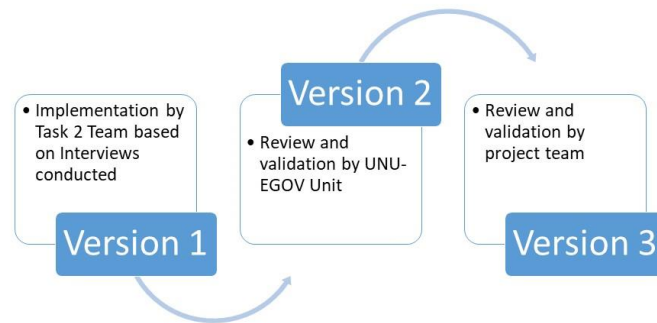 • Implementation by
Task 2 Team based
on Interviews
conducted
Version 1
Version 2
• Review and
validation by UNU-
EGOV Unit
• Review and
validation by
project team
Version 3